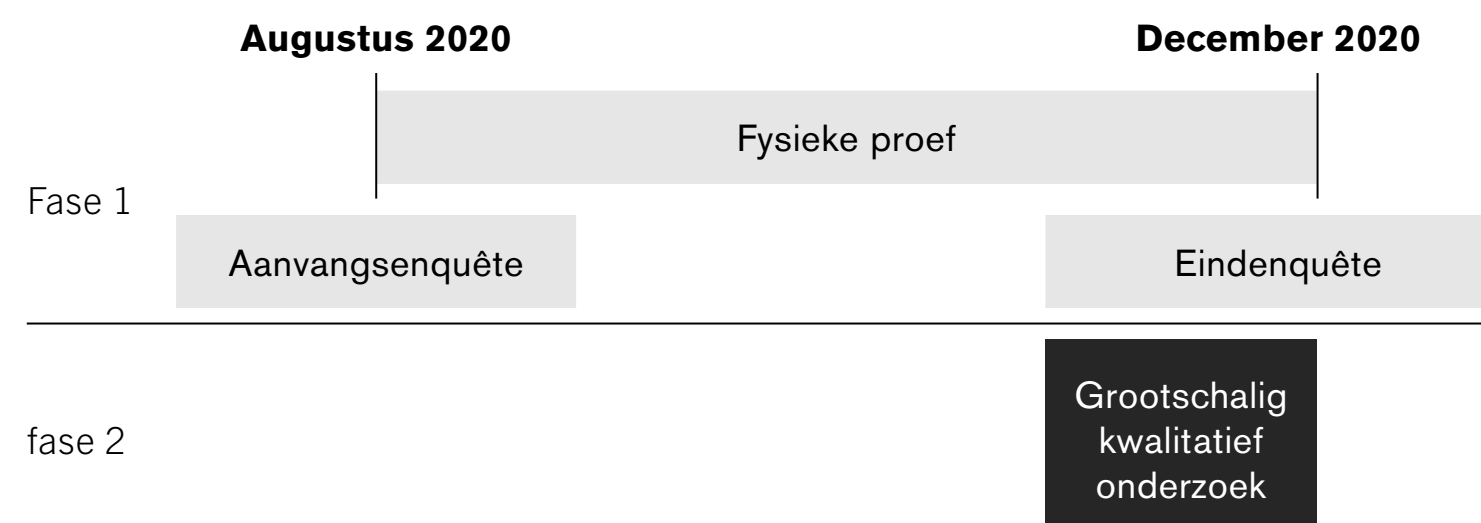 Augustus 2020
December 2020
Fysieke proef
Fase 1
Aanvangsenquête
Eindenquête
fase 2
Grootschalig
kwalitatief
onderzoek